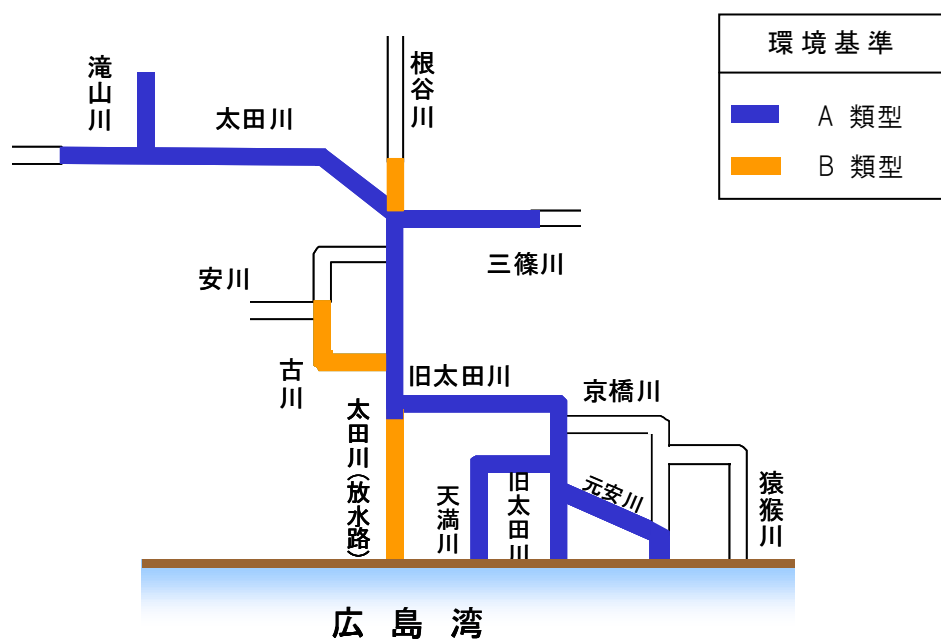 環境基準
A 類型
B 類型
滝山川
太田川
根谷川
三篠川
安川
古川
旧太田川
京橋川
太田川(放水路)
天満川
旧太田川
元安川
猿猴川
広島湾